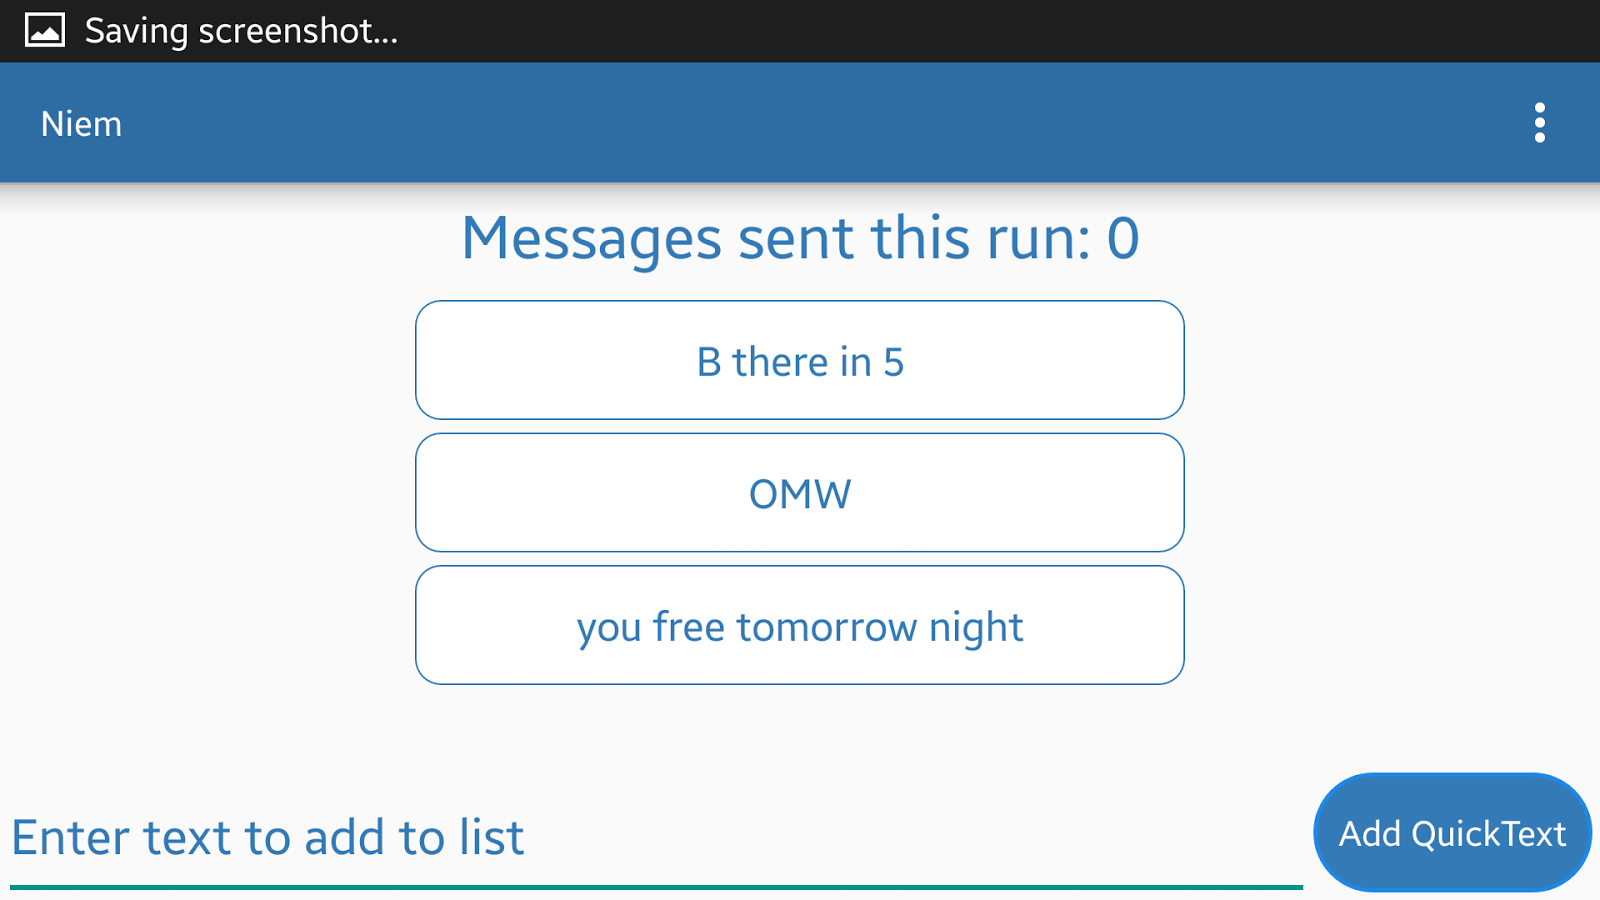 Saving screenshot...
Niem
Messages sent this run: 0
B there in 5
OMW
you free tomorrow night
Enter text to add to list
Add QuickText